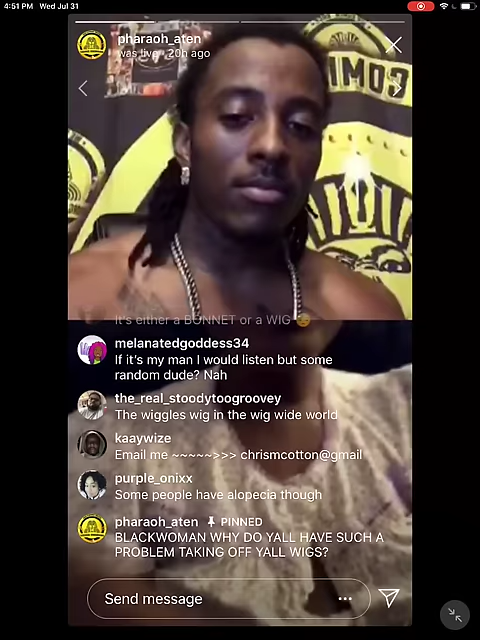 4:51 PM Wed Jul 31
pharaoh_aten
was live · 20h ago
IMOC
It's either a BONNET or a WIG 😔
melanatedgoddess34
If it's my man I would listen but some
random dude? Nah
the_real_stoodytoogroovey
The wiggles wig in the wig wide world
kaaywize
Email me ~~~~~>>> chrismcotton@gmail
purple_onixx
Some people have alopecia though
pharaoh_aten PINNED
BLACKWOMAN WHY DO YALL HAVE SUCH A
PROBLEM TAKING OFF YALL WIGS?
Send message